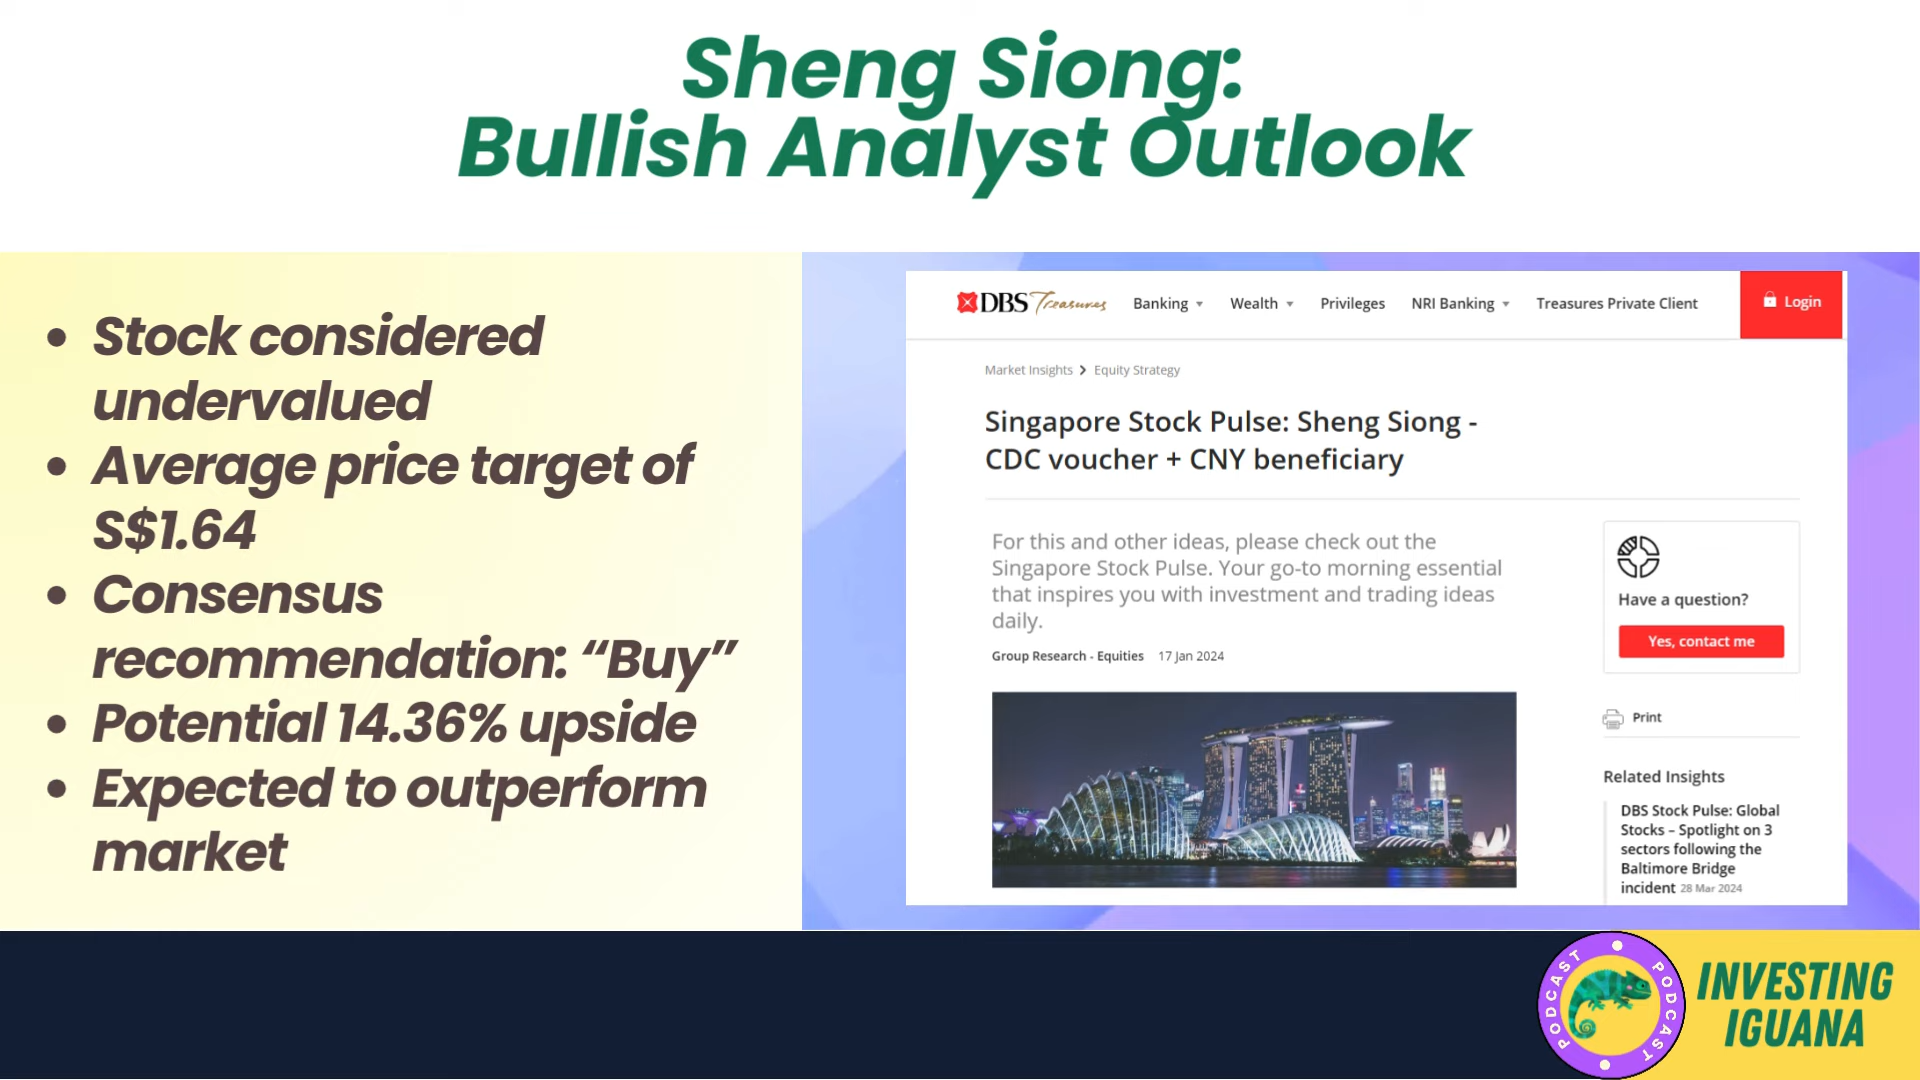 Sheng Siong:
Bullish Analyst Outlook
• Stock considered
undervalued
• Average price target of
S$1.64
• Consensus
recommendation: “Buy”
• Potential 14.36% upside
• Expected to outperform
market
DBS Treasures
Banking
Wealth
Privileges
NRI Banking
Treasures Private Client
Login
Market Insights > Equity Strategy
Singapore Stock Pulse: Sheng Siong -
CDC voucher + CNY beneficiary
For this and other ideas, please check out the
Singapore Stock Pulse. Your go-to morning essential
that inspires you with investment and trading ideas
daily.
Group Research - Equities 17 Jan 2024
Have a question?
Yes, contact me
Print
Related Insights
DBS Stock Pulse: Global
Stocks – Spotlight on 3
sectors following the
Baltimore Bridge
incident 28 Mar 2024
PODCAST
PODCAST
INVESTING
IGUANA